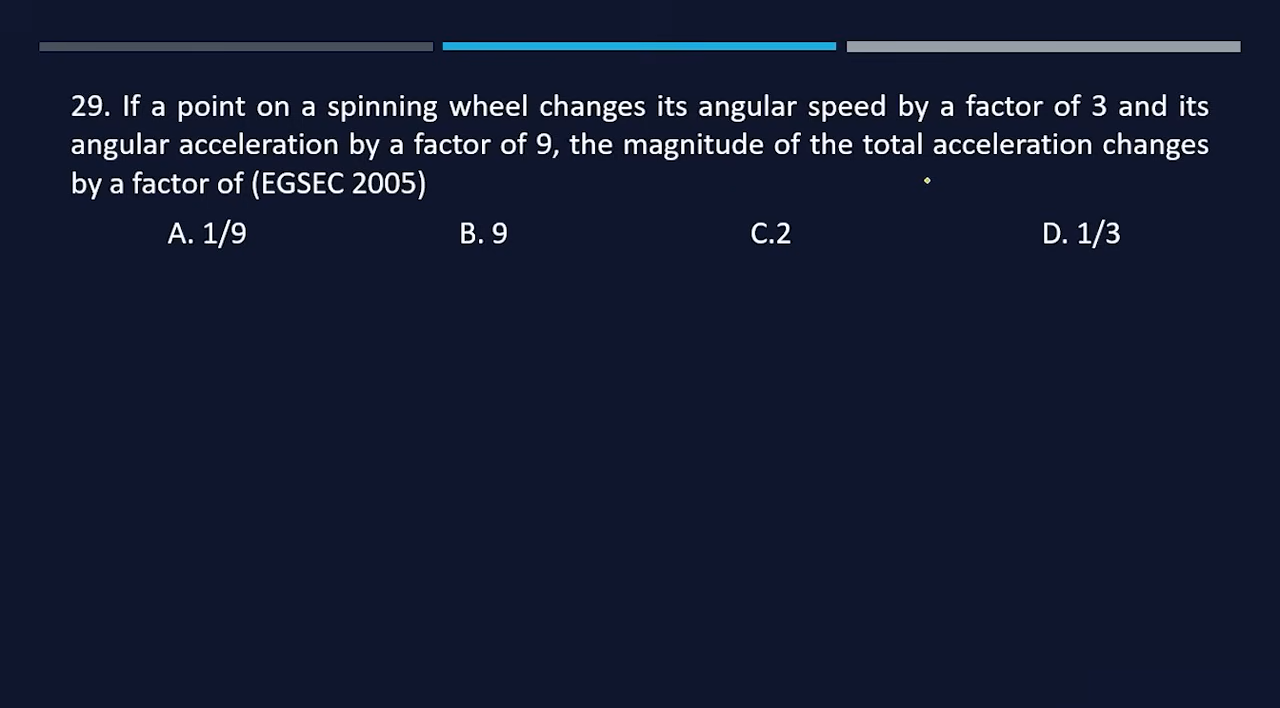 29. If a point on a spinning wheel changes its angular speed by a factor of 3 and its
angular acceleration by a factor of 9, the magnitude of the total acceleration changes
by a factor of (EGSEC 2005)
A. 1/9 B. 9 C.2 D. 1/3